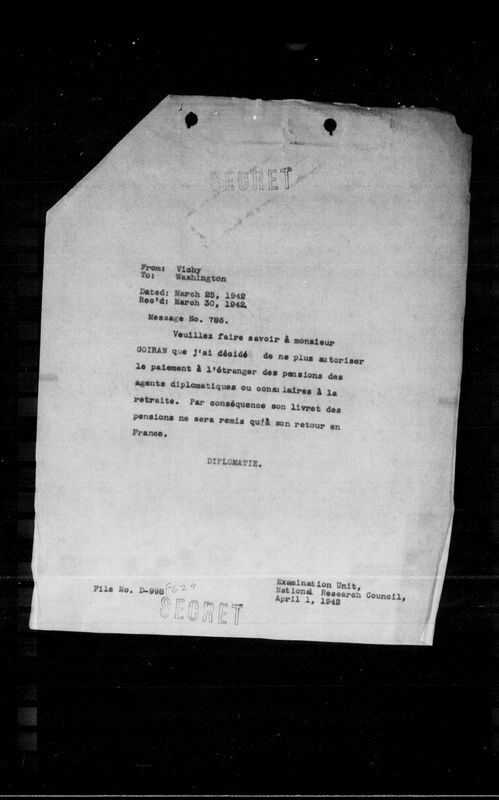 SECRET
From: Vichy
To: Washington
Dated: March 25, 1942
Rec'd: March 30, 1942.
Message No. 785.
Veuillez faire savoir à monsieur
GOIRAN que j'ai décidé de ne plus autoriser
le paiement à l'étranger des pensions des
agents diplomatiques ou consulaires à la
retraite. Par conséquence son livret des
pensions ne sera remis qu'à son retour en
France.
DIPLOMATIE.
File No. D-998 F629
SECRET
Examination Unit,
National Research Council,
April 1, 1942